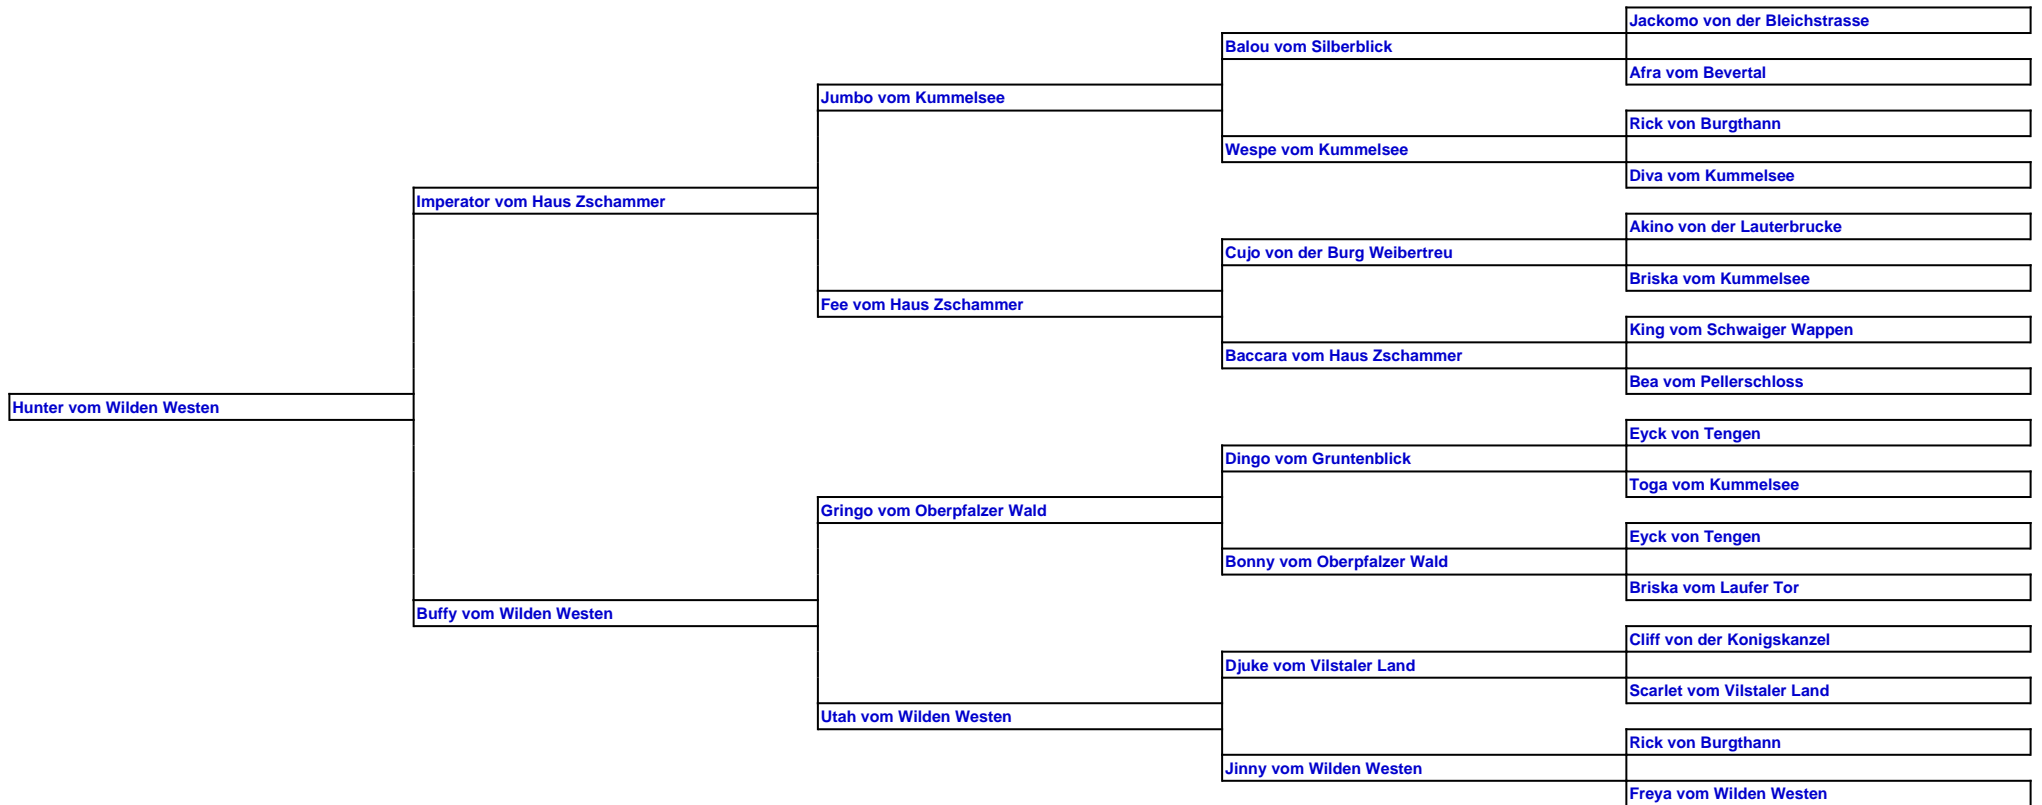 Jackomo von der Bleichstrasse
Balou vom Silberblick
Afra vom Bevertal
Jumbo vom Kummelsee
Rick von Burgthann
Wespe vom Kummelsee
Diva vom Kummelsee
Imperator vom Haus Zschammer
Akino von der Lauterbrucke
Cujo von der Burg Weibertreu
Briska vom Kummelsee
Fee vom Haus Zschammer
King vom Schwaiger Wappen
Baccara vom Haus Zschammer
Bea vom Pellerschloss
Hunter vom Wilden Westen
Eyck von Tengen
Dingo vom Gruntenblick
Toga vom Kummelsee
Gringo vom Oberpfalzer Wald
Eyck von Tengen
Bonny vom Oberpfalzer Wald
Briska vom Laufer Tor
Buffy vom Wilden Westen
Cliff von der Konigskanzel
Djuke vom Vilstaler Land
Scarlet vom Vilstaler Land
Utah vom Wilden Westen
Rick von Burgthann
Jinny vom Wilden Westen
Freya vom Wilden Westen